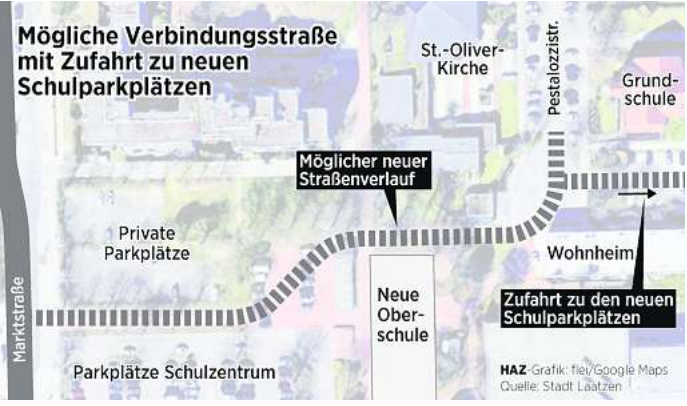 Mögliche Verbindungsstraße
mit Zufahrt zu neuen
Schulparkplätzen
St.-Oliver-
Kirche
Pestalozzistr.
Grund-
schule
Möglicher neuer
Straßenverlauf
Private
Parkplätze
Wohnheim
Marktstraße
Neue
Ober-
schule
Zufahrt zu den neuen
Schulparkplätzen
Parkplätze Schulzentrum
HAZ-Grafik: flei/Google Maps
Quelle: Stadt Laatzen